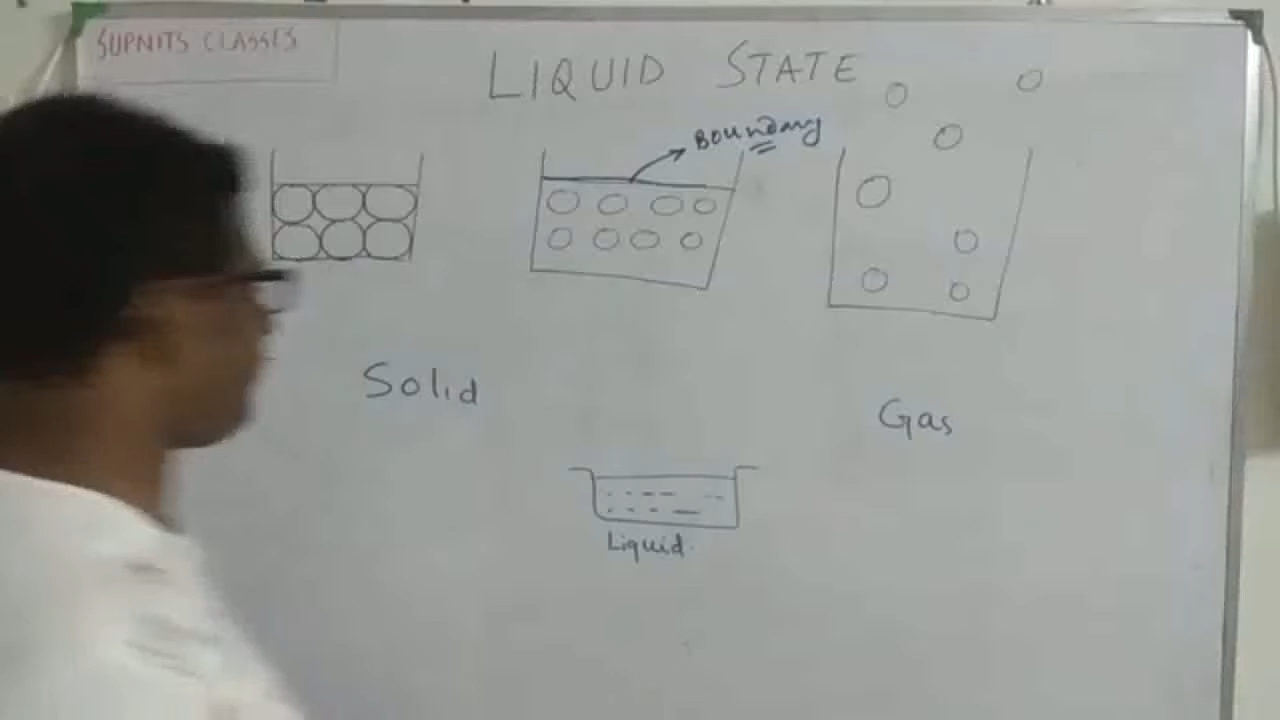 SUPNITS CLASSES
LIQUID STATE
Boundary
Solid
Gas
Liquid.